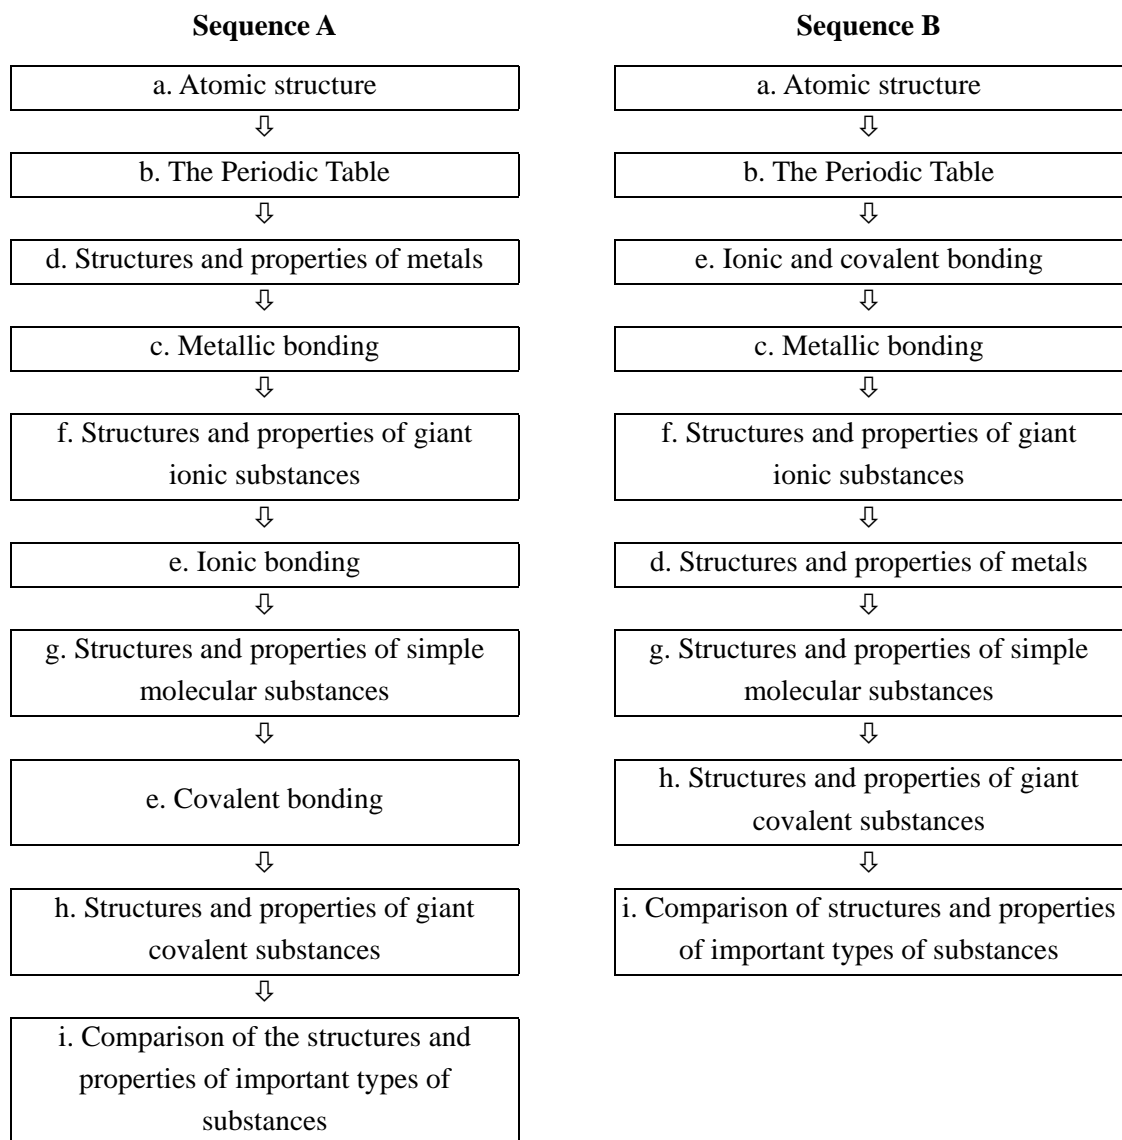 Sequence A
a. Atomic structure
⇩
b. The Periodic Table
⇩
d. Structures and properties of metals
⇩
c. Metallic bonding
⇩
f. Structures and properties of giant
ionic substances
⇩
e. Ionic bonding
⇩
g. Structures and properties of simple
molecular substances
⇩
e. Covalent bonding
⇩
h. Structures and properties of giant
covalent substances
⇩
i. Comparison of the structures and
properties of important types of
substances
Sequence B
a. Atomic structure
⇩
b. The Periodic Table
⇩
e. Ionic and covalent bonding
⇩
c. Metallic bonding
⇩
f. Structures and properties of giant
ionic substances
⇩
d. Structures and properties of metals
⇩
g. Structures and properties of simple
molecular substances
⇩
h. Structures and properties of giant
covalent substances
⇩
i. Comparison of structures and properties
of important types of substances